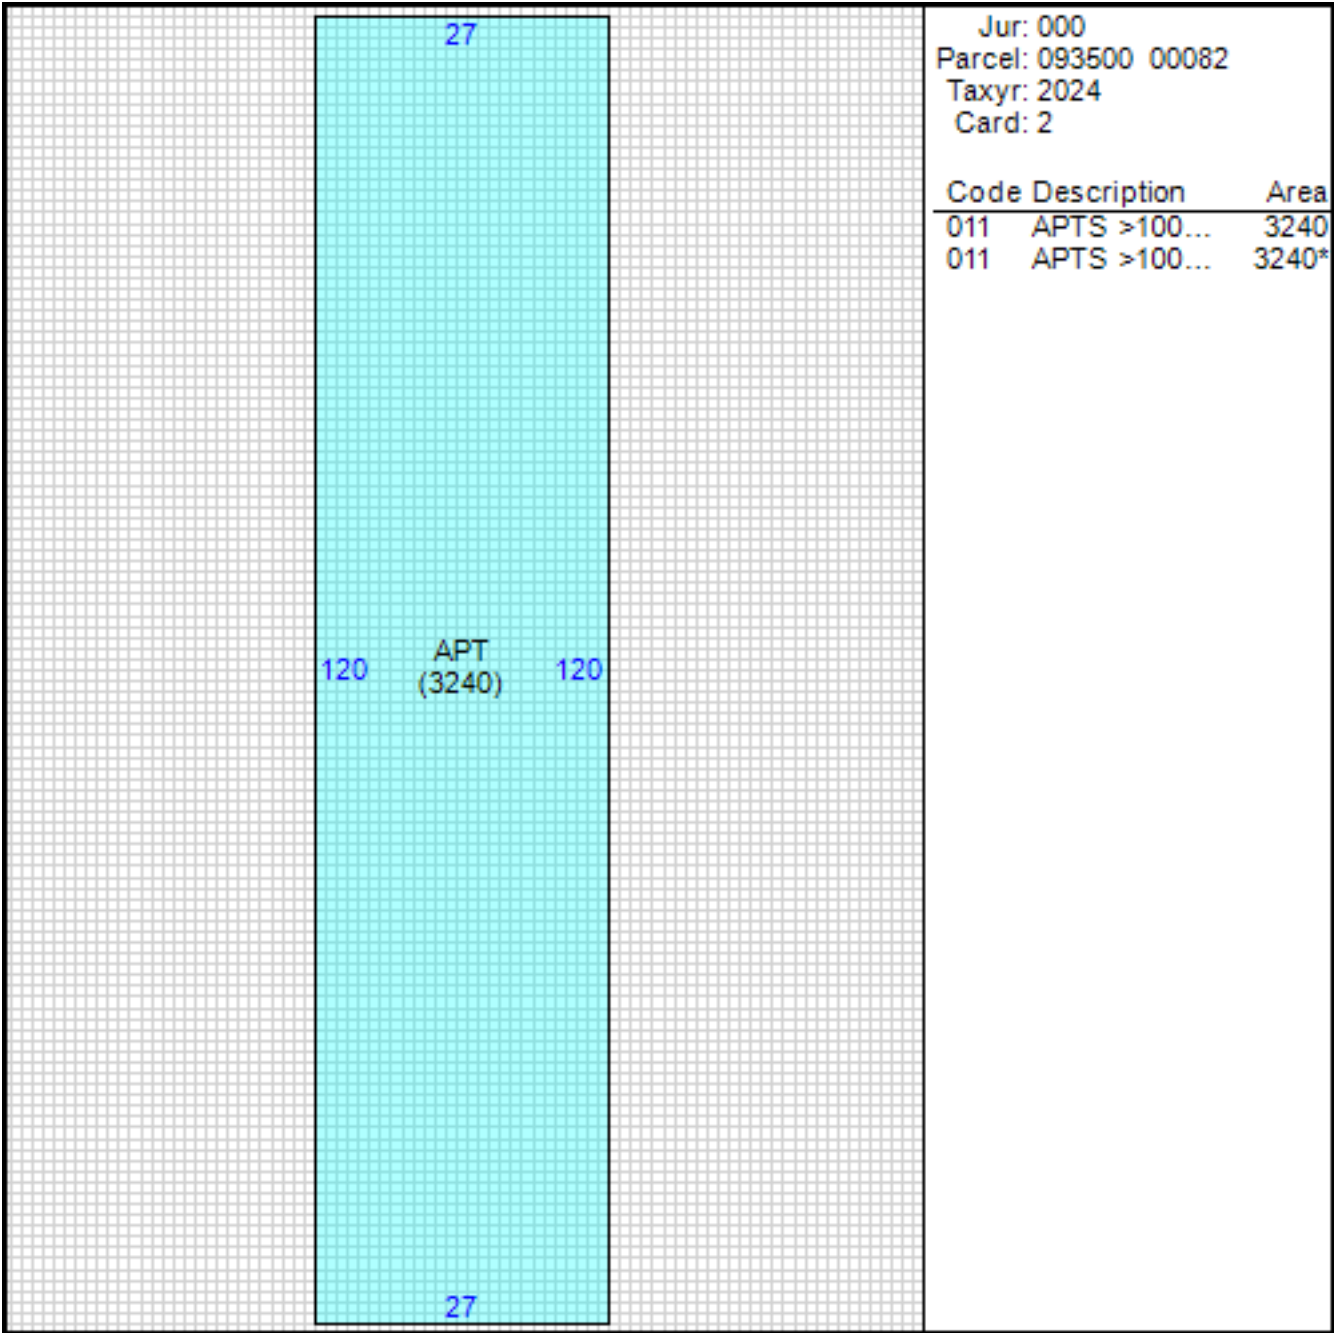 27
120
APT
(3240)
120
27
Jur: 000
Parcel: 093500 00082
Taxyr: 2024
Card: 2
Code Description Area
011 APTS >100... 3240
011 APTS >100... 3240*